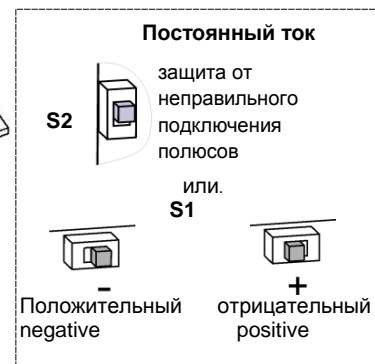 Постоянный ток
S2
защита от
неправильного
подключения
полюсов
или.
S1
- +
Положительный отрицательный
negative positive